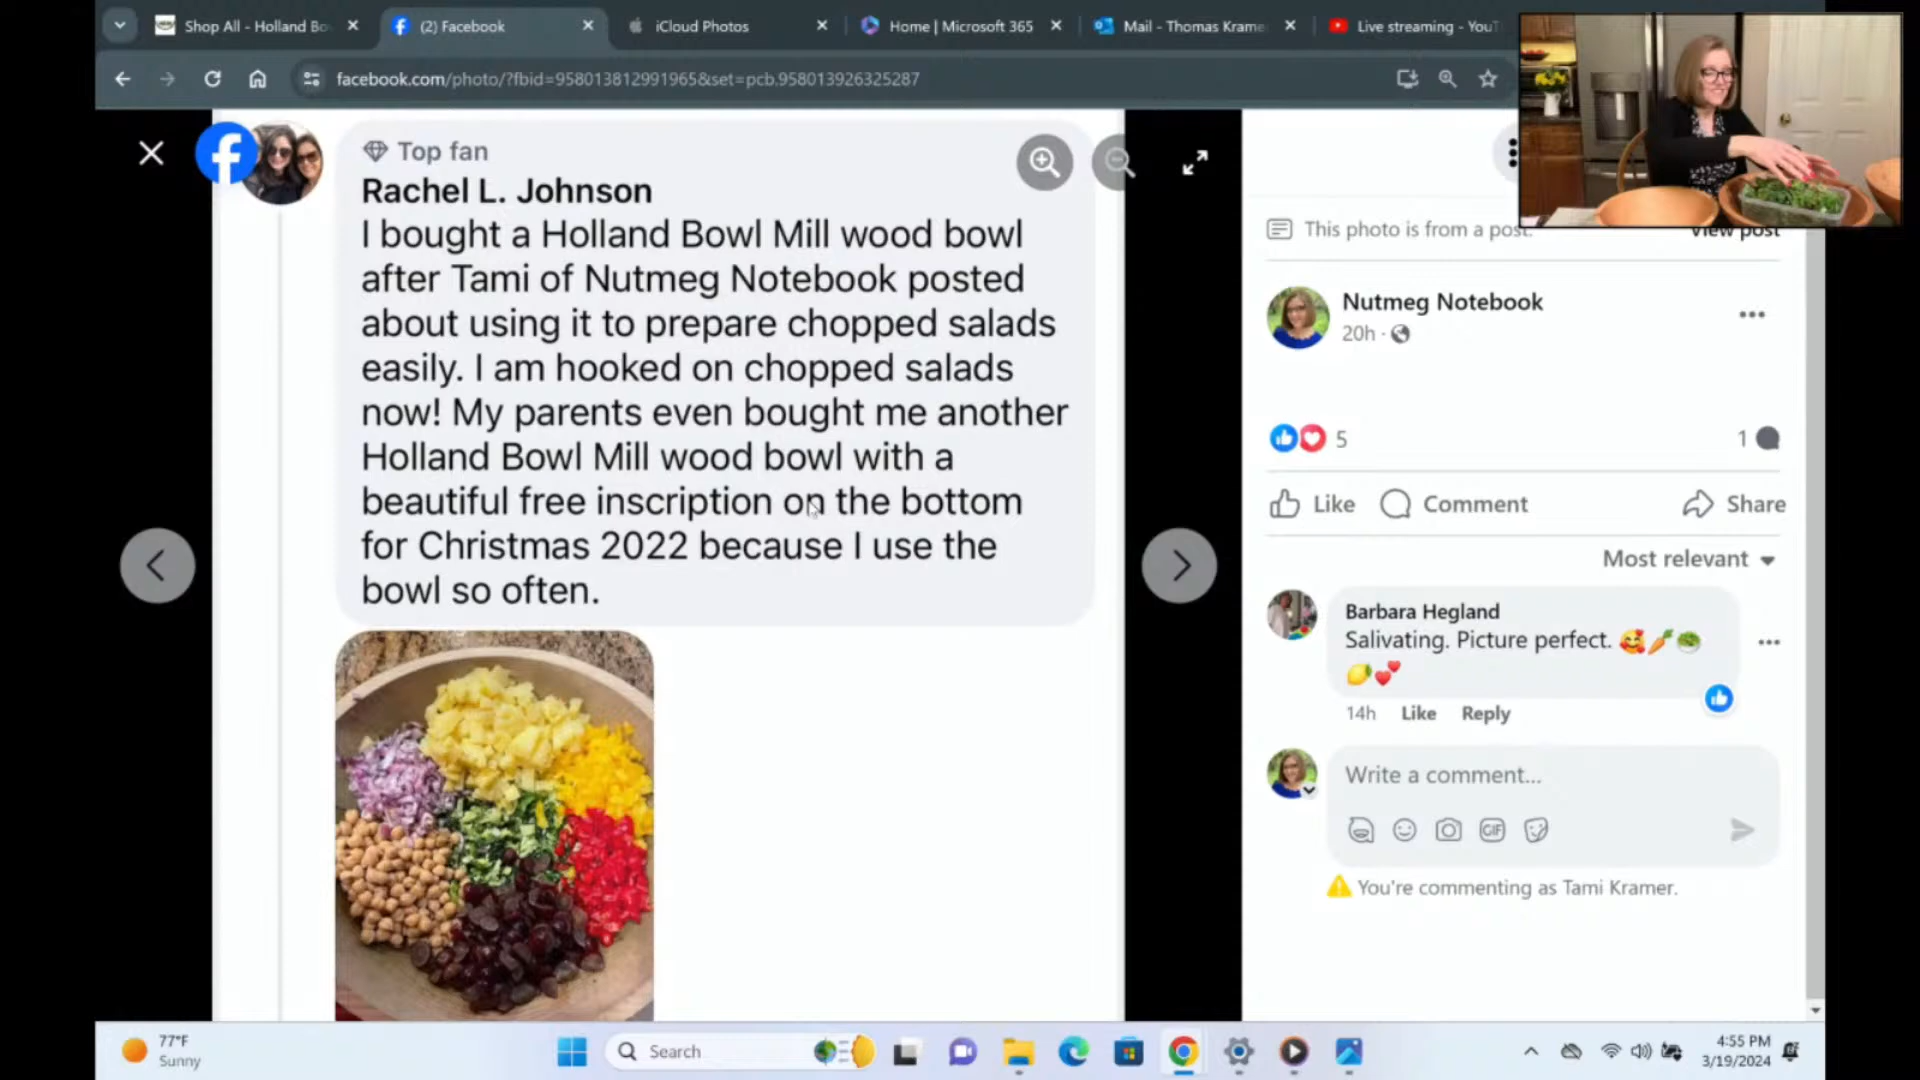 Shop All - Holland Bo
(2) Facebook
iCloud Photos
Home | Microsoft 365
Mail - Thomas Krame
Live streaming - YouT
facebook.com/photo/?fbid=958013812991965&set=pcb.958013926325287
Top fan
Rachel L. Johnson
I bought a Holland Bowl Mill wood bowl
after Tami of Nutmeg Notebook posted
about using it to prepare chopped salads
easily. I am hooked on chopped salads
now! My parents even bought me another
Holland Bowl Mill wood bowl with a
beautiful free inscription on the bottom
for Christmas 2022 because I use the
bowl so often.
This photo is from a post.
View post
Nutmeg Notebook
20h
5
1
Like
Comment
Share
Most relevant
Barbara Hegland
Salivating. Picture perfect. 🥰🥕🥬
🍋💕
14h Like Reply
Write a comment...
GIF
You're commenting as Tami Kramer.
77°F
Sunny
Search
4:55 PM
3/19/2024